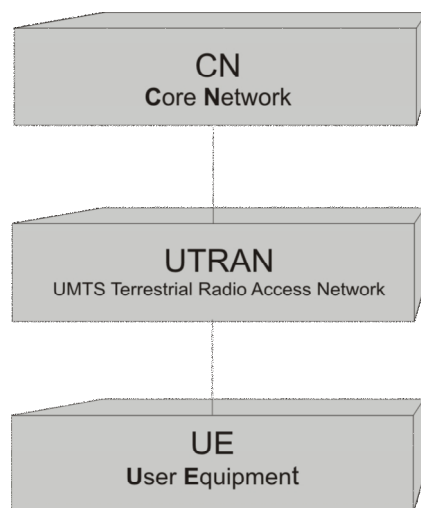 CN
Core Network
UTRAN
UMTS Terrestrial Radio Access Network
UE
User Equipment